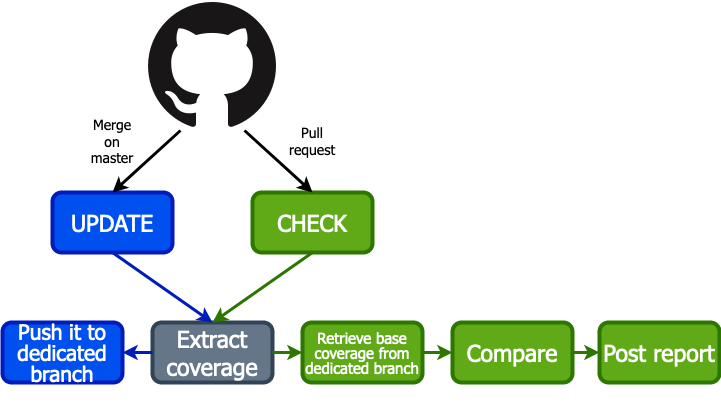 Merge
on
master
Pull
request
UPDATE
CHECK
Push it to
dedicated
branch
Extract
coverage
Retrieve base
coverage from
dedicated branch
Compare
Post report